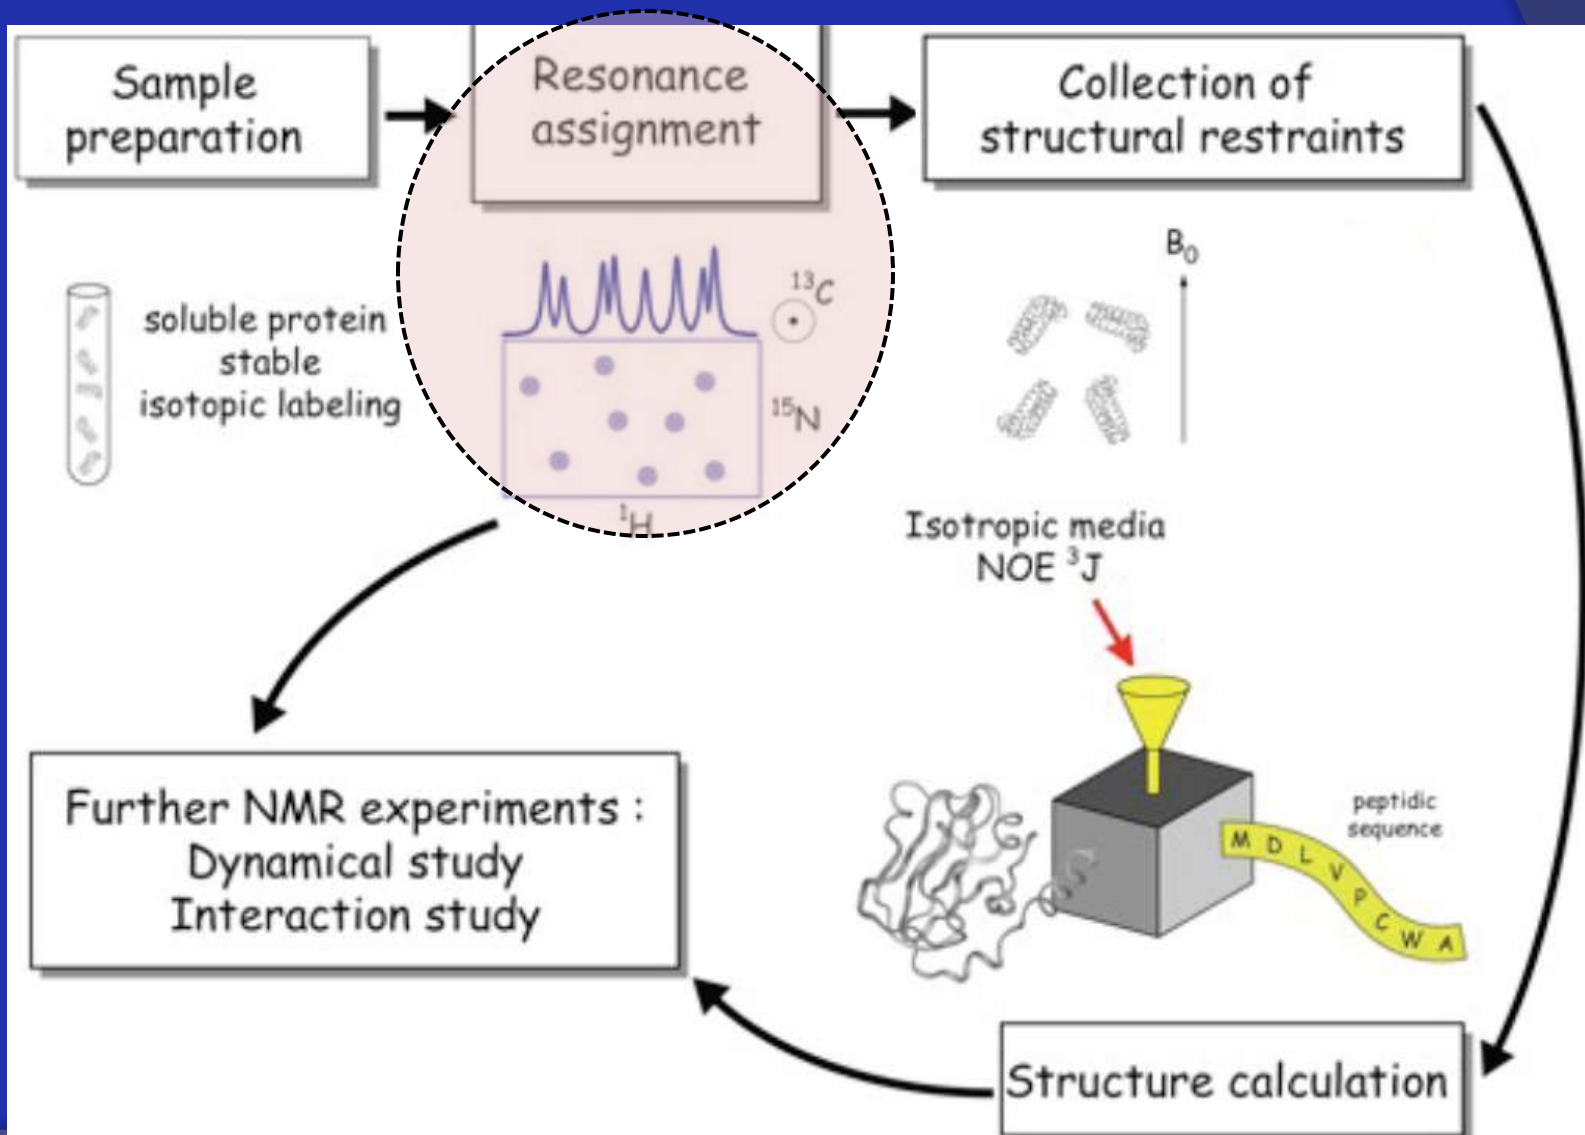 Sample
preparation
Resonance
assignment
Collection of
structural restraints
soluble protein
stable
isotopic labeling
¹³C
¹⁵N
¹H
B₀
Isotropic media
NOE ³J
peptidic
sequence
M D L V P C W A
Further NMR experiments :
Dynamical study
Interaction study
Structure calculation